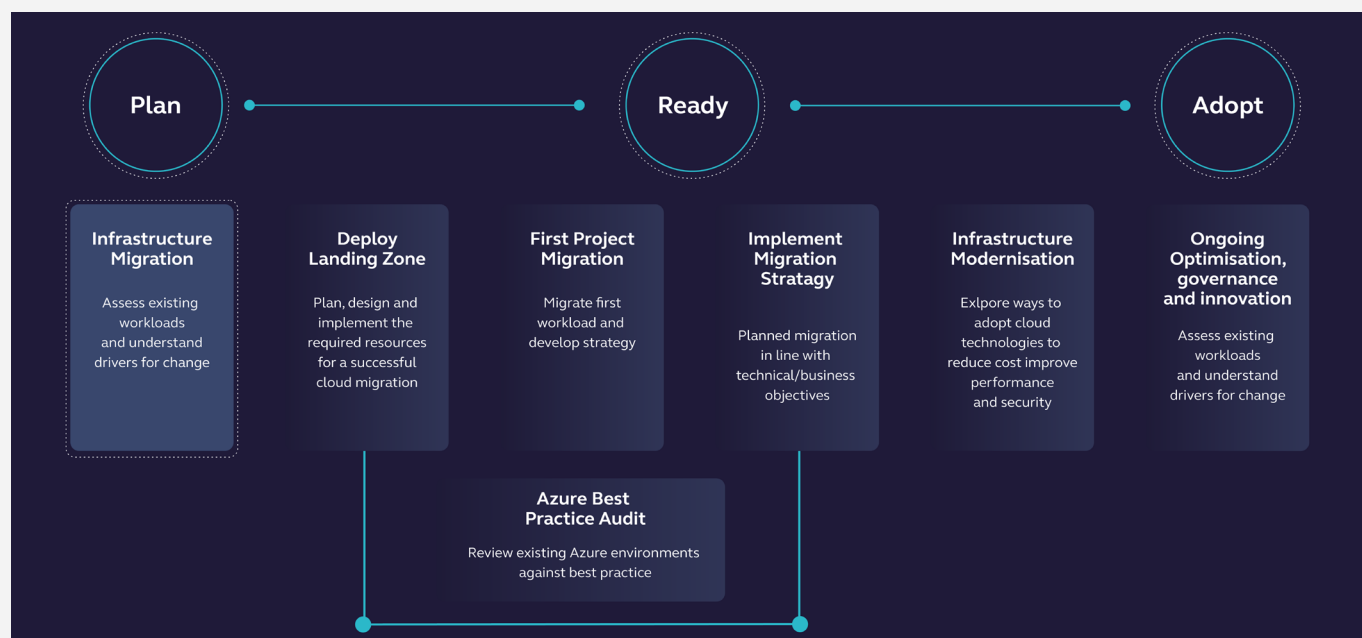 Plan
Ready
Adopt
Infrastructure
Migration
Assess existing
workloads
and understand
drivers for change
Deploy
Landing Zone
Plan, design and
implement the
required resources
for a successful
cloud migration
First Project
Migration
Migrate first
workload and
develop strategy
Implement
Migration
Stratagy
Planned migration
in line with
technical/business
objectives
Infrastructure
Modernisation
Exlpore ways to
adopt cloud
technologies to
reduce cost improve
performance
and security
Ongoing
Optimisation,
governance
and innovation
Assess existing
workloads
and understand
drivers for change
Azure Best
Practice Audit
Review existing Azure environments
against best practice